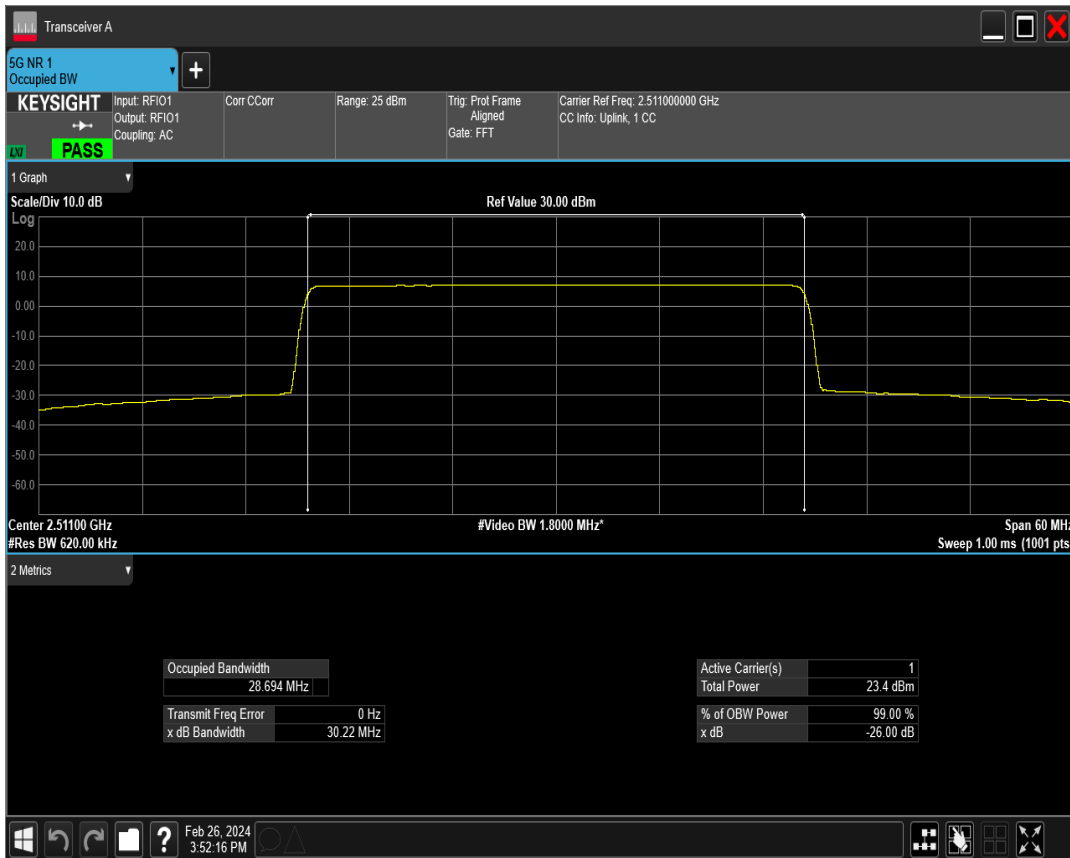 Transceiver A
5G NR 1
Occupied BW
+
KEYSIGHT
LXI
PASS
Input: RFIO1
Output: RFIO1
Coupling: AC
Corr CCorr
Range: 25 dBm
Trig: Prot Frame
Aligned
Gate: FFT
Carrier Ref Freq: 2.511000000 GHz
CC Info: Uplink, 1 CC
1 Graph
Scale/Div 10.0 dB
Ref Value 30.00 dBm
Log
20.0
10.0
0.00
-10.0
-20.0
-30.0
-40.0
-50.0
-60.0
Center 2.51100 GHz
#Video BW 1.8000 MHz*
Span 60 MHz
#Res BW 620.00 kHz
Sweep 1.00 ms (1001 pts
2 Metrics
Occupied Bandwidth
28.694 MHz
Transmit Freq Error 0 Hz
x dB Bandwidth 30.22 MHz
Active Carrier(s) 1
Total Power 23.4 dBm
% of OBW Power 99.00 %
x dB -26.00 dB
?
Feb 26, 2024
3:52:16 PM